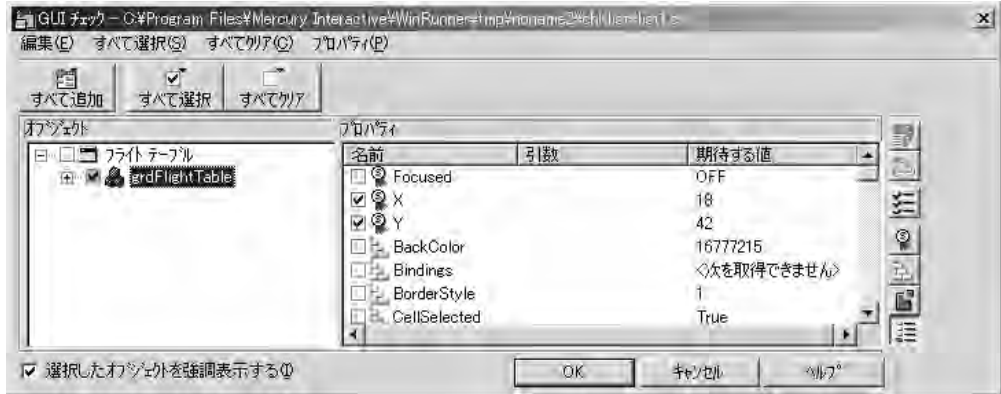 GUI チェック - C:¥Program Files¥Mercury Interactive¥WinRunner¥tmp¥noname2¥chklist¥list1.c
編集(E) すべて選択(S) すべてクリア(C) プロパティ(P)
すべて追加 すべて選択 すべてクリア
オブジェクト
フライト テーブル
grdFlightTable
プロパティ
名前 引数 期待する値
Focused OFF
X 18
Y 42
BackColor 16777215
Bindings <次を取得できません>
BorderStyle 1
CellSelected True
選択したオブジェクトを強調表示する(I)
OK キャンセル ヘルプ